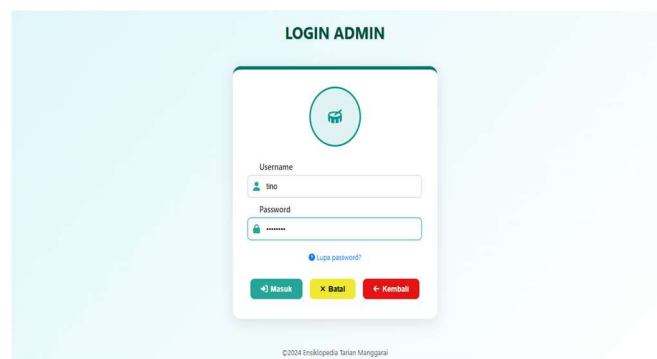 LOGIN ADMIN
Username
tino
Password
........
Lupa password?
Masuk
Batal
Kembali
©2024 Ensiklopedia Tarian Manggarai